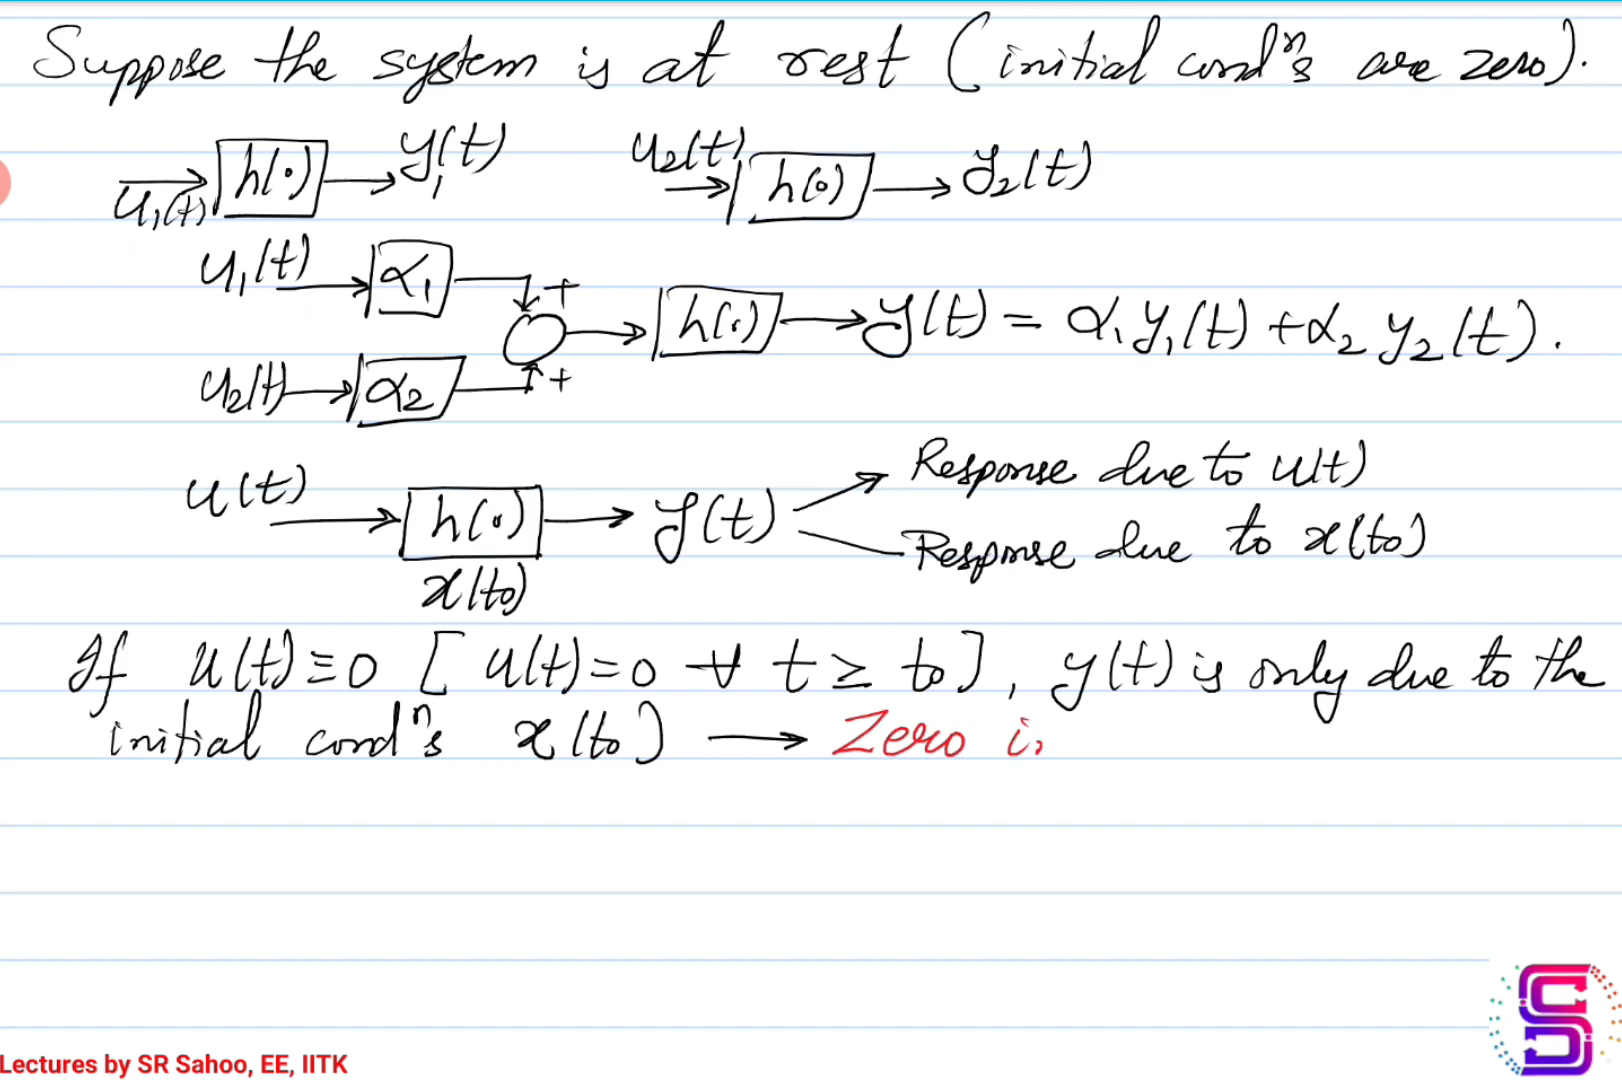 Suppose the system is at rest (initial condⁿs are zero).
u₁(t) h(·) y₁(t) u₂(t) h(·) y₂(t)
u₁(t) α₁ +
h(·) y(t) = α₁y₁(t) + α₂y₂(t).
u₂(t) α₂ +
u(t) h(·) y(t) Response due to u(t)
x(t₀) Response due to x(t₀)
If u(t) ≡ 0 [u(t) = 0 ∀ t ≥ t₀], y(t) is only due to the
initial condⁿs x(t₀) → Zero i
Lectures by SR Sahoo, EE, IITK